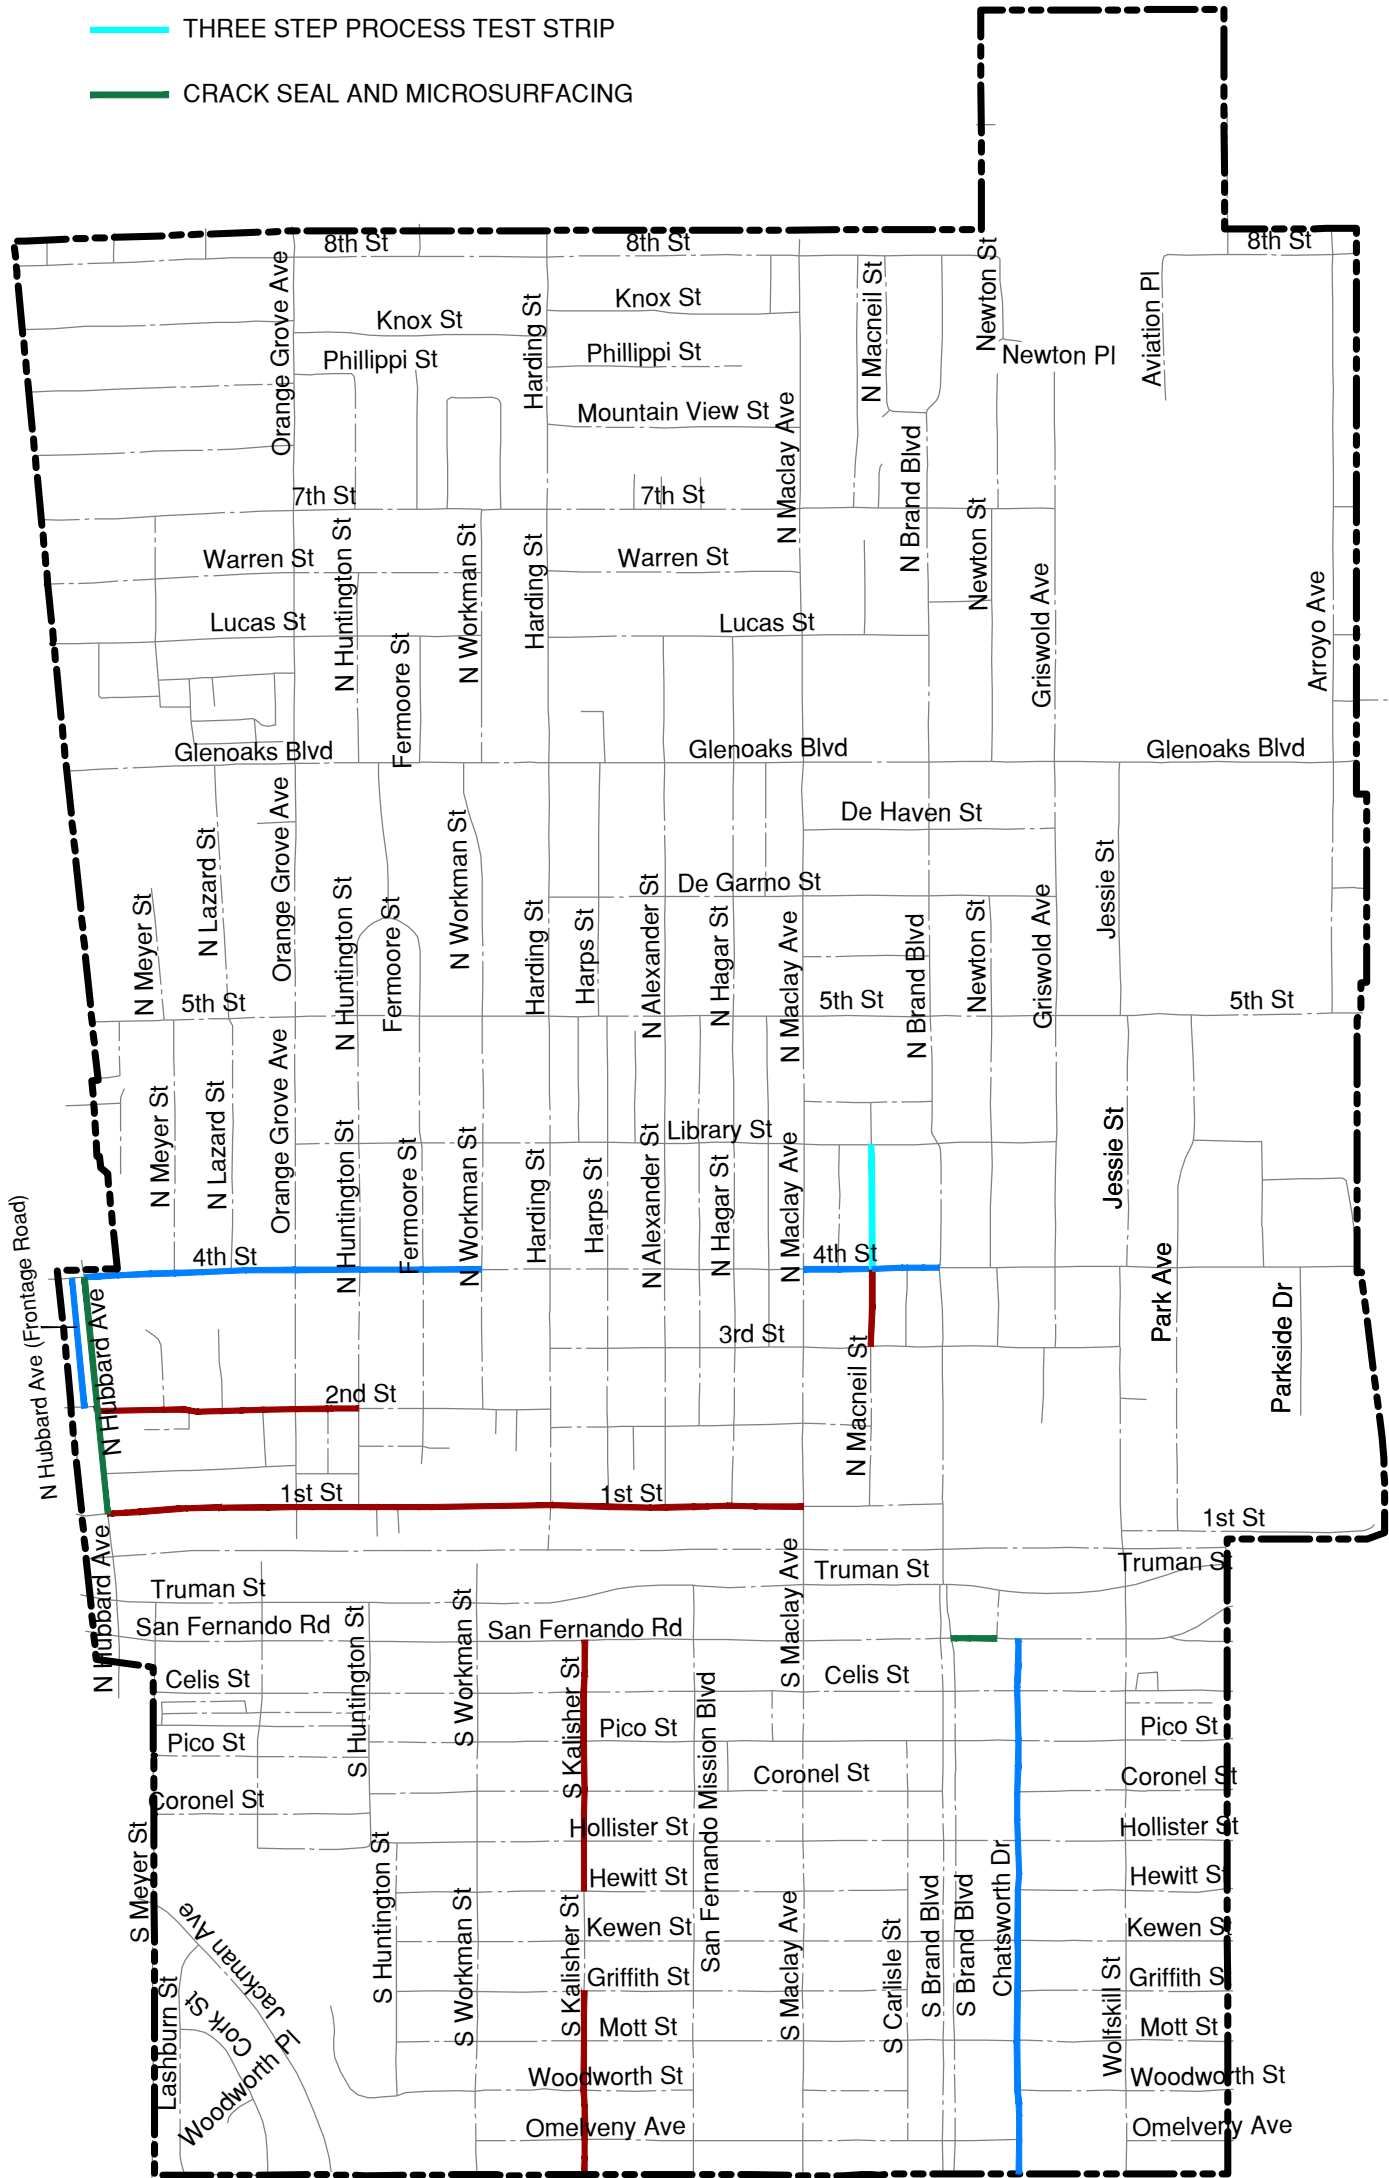 THREE STEP PROCESS TEST STRIP
CRACK SEAL AND MICROSURFACING
8th St
8th St
8th St
Orange Grove Ave
Knox St
Knox St
Harding St
Phillippi St
Phillippi St
N Macneil St
Newton St
Newton Pl
Aviation Pl
Mountain View St
N Maclay Ave
N Brand Blvd
7th St
7th St
N Huntington St
N Workman St
Harding St
Newton St
Warren St
Warren St
Griswold Ave
Arroyo Ave
Lucas St
Lucas St
Fermoore St
Glenoaks Blvd
Glenoaks Blvd
Glenoaks Blvd
Orange Grove Ave
De Haven St
N Lazard St
N Workman St
Jessie St
De Garmo St
N Meyer St
N Huntington St
Fermoore St
Harding St
Harps St
N Alexander St
N Hagar St
N Maclay Ave
N Brand Blvd
Newton St
Griswold Ave
5th St
5th St
5th St
Orange Grove Ave
N Meyer St
N Lazard St
Library St
N Huntington St
Fermoore St
N Workman St
Harding St
Harps St
N Alexander St
N Hagar St
N Maclay Ave
Jessie St
N Hubbard Ave (Frontage Road)
4th St
4th St
Park Ave
Parkside Dr
N Hubbard Ave
3rd St
N Macneil St
2nd St
1st St
1st St
1st St
N Hubbard Ave
Truman St
Truman St
Truman St
San Fernando Rd
San Fernando Rd
S Huntington St
S Workman St
S Maclay Ave
Celis St
Celis St
S Kalisher St
San Fernando Mission Blvd
Pico St
Pico St
Pico St
Coronel St
Coronel St
Coronel St
Hollister St
Hollister St
S Meyer St
S Huntington St
Hewitt St
Hewitt St
S Workman St
S Kalisher St
S Maclay Ave
S Carlisle St
S Brand Blvd
S Brand Blvd
Chatsworth Dr
Jackman Ave
Kewen St
Kewen St
Griffith St
Griffith S
Wolfskill St
Lashburn St
Cork St
Mott St
Mott St
Woodworth Pl
Woodworth St
Woodworth St
Omelveny Ave
Omelveny Ave